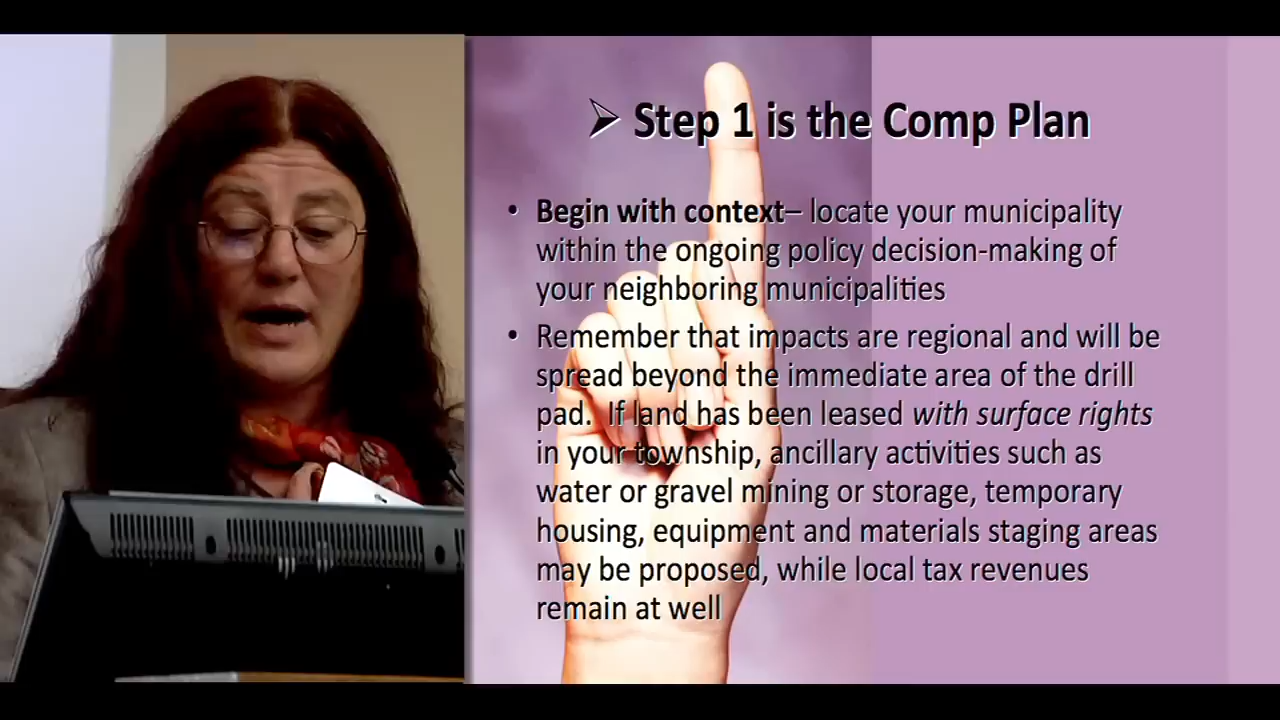 ➢ Step 1 is the Comp Plan
• Begin with context– locate your municipality
within the ongoing policy decision-making of
your neighboring municipalities
• Remember that impacts are regional and will be
spread beyond the immediate area of the drill
pad.  If land has been leased with surface rights
in your township, ancillary activities such as
water or gravel mining or storage, temporary
housing, equipment and materials staging areas
may be proposed, while local tax revenues
remain at well